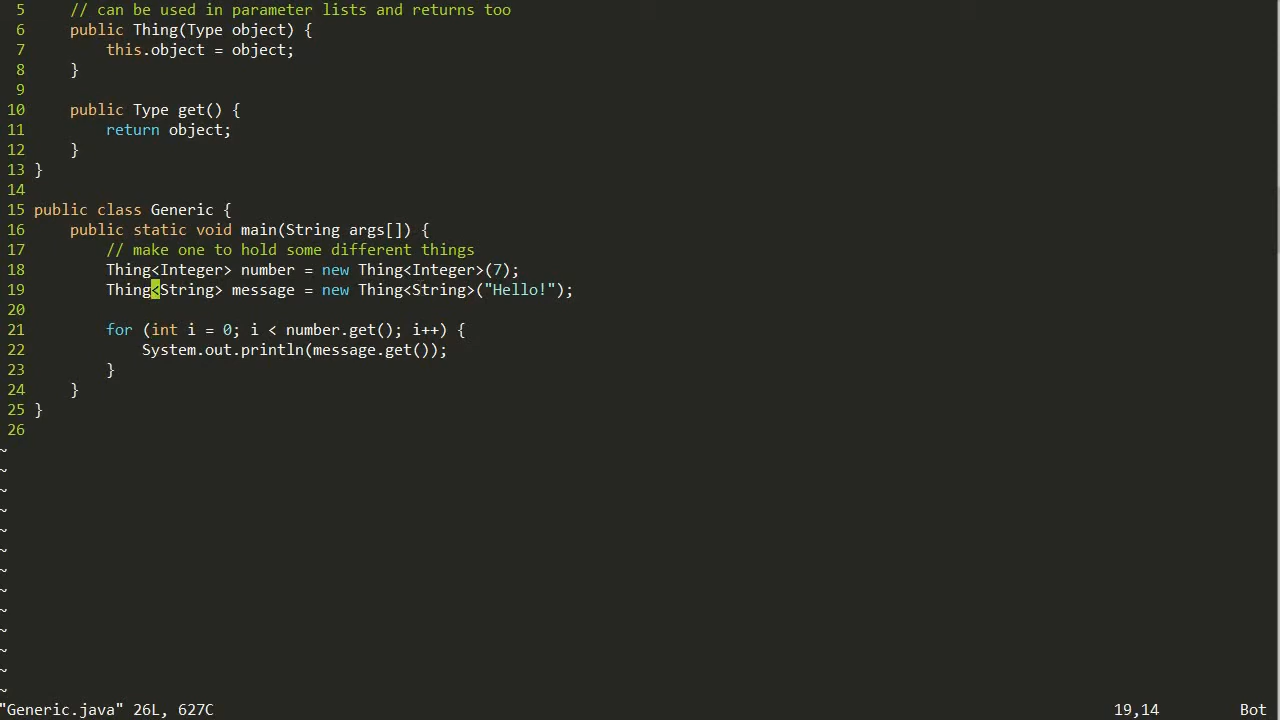 5     // can be used in parameter lists and returns too
6     public Thing(Type object) {
7         this.object = object;
8     }
9
10     public Type get() {
11         return object;
12     }
13 }
14
15 public class Generic {
16     public static void main(String args[]) {
17         // make one to hold some different things
18         Thing<Integer> number = new Thing<Integer>(7);
19         Thing<String> message = new Thing<String>("Hello!");
20
21         for (int i = 0; i < number.get(); i++) {
22             System.out.println(message.get());
23         }
24     }
25 }
26
~
~
~
~
~
~
~
~
~
~
~
~
~
"Generic.java" 26L, 627C 19,14 Bot